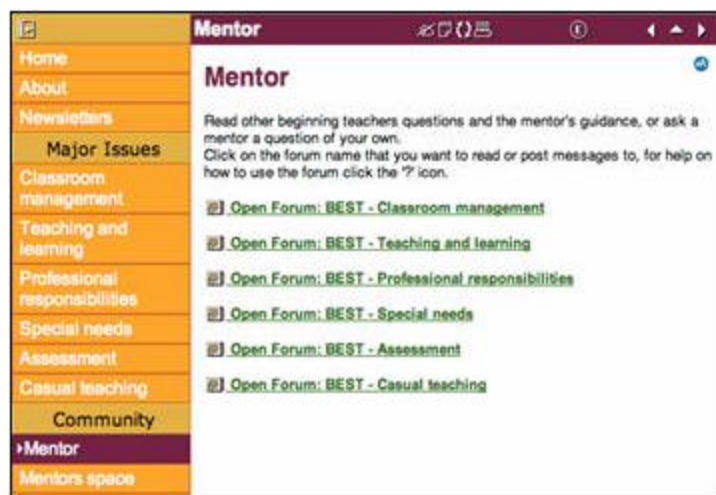 Home
About
Newsletters
Major Issues
Classroom
management
Teaching and
learning
Professional
responsibilities
Special needs
Assessment
Casual teaching
Community
Mentor
Mentors space
Mentor
Mentor
Read other beginning teachers questions and the mentor's guidance, or ask a
mentor a question of your own.
Click on the forum name that you want to read or post messages to, for help on
how to use the forum click the '?' icon.
Open Forum: BEST - Classroom management
Open Forum: BEST - Teaching and learning
Open Forum: BEST - Professional responsibilities
Open Forum: BEST - Special needs
Open Forum: BEST - Assessment
Open Forum: BEST - Casual teaching